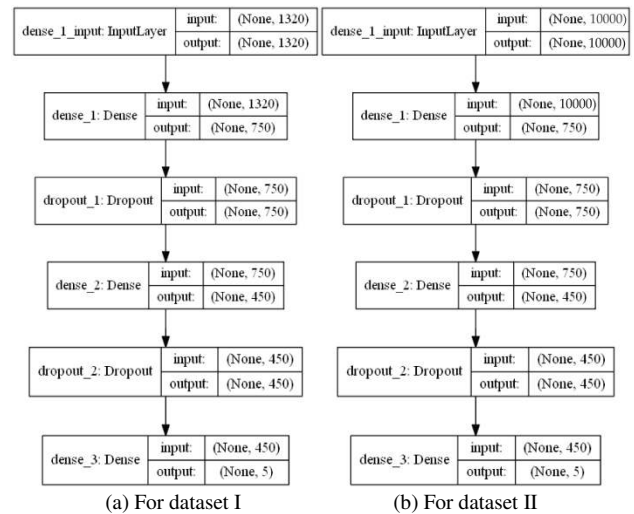 dense_1_input: InputLayer
input: (None, 1320)
output: (None, 1320)
dense_1: Dense
input: (None, 1320)
output: (None, 750)
dropout_1: Dropout
input: (None, 750)
output: (None, 750)
dense_2: Dense
input: (None, 750)
output: (None, 450)
dropout_2: Dropout
input: (None, 450)
output: (None, 450)
dense_3: Dense
input: (None, 450)
output: (None, 5)
(a) For dataset I
dense_1_input: InputLayer
input: (None, 10000)
output: (None, 10000)
dense_1: Dense
input: (None, 10000)
output: (None, 750)
dropout_1: Dropout
input: (None, 750)
output: (None, 750)
dense_2: Dense
input: (None, 750)
output: (None, 450)
dropout_2: Dropout
input: (None, 450)
output: (None, 450)
dense_3: Dense
input: (None, 450)
output: (None, 5)
(b) For dataset II